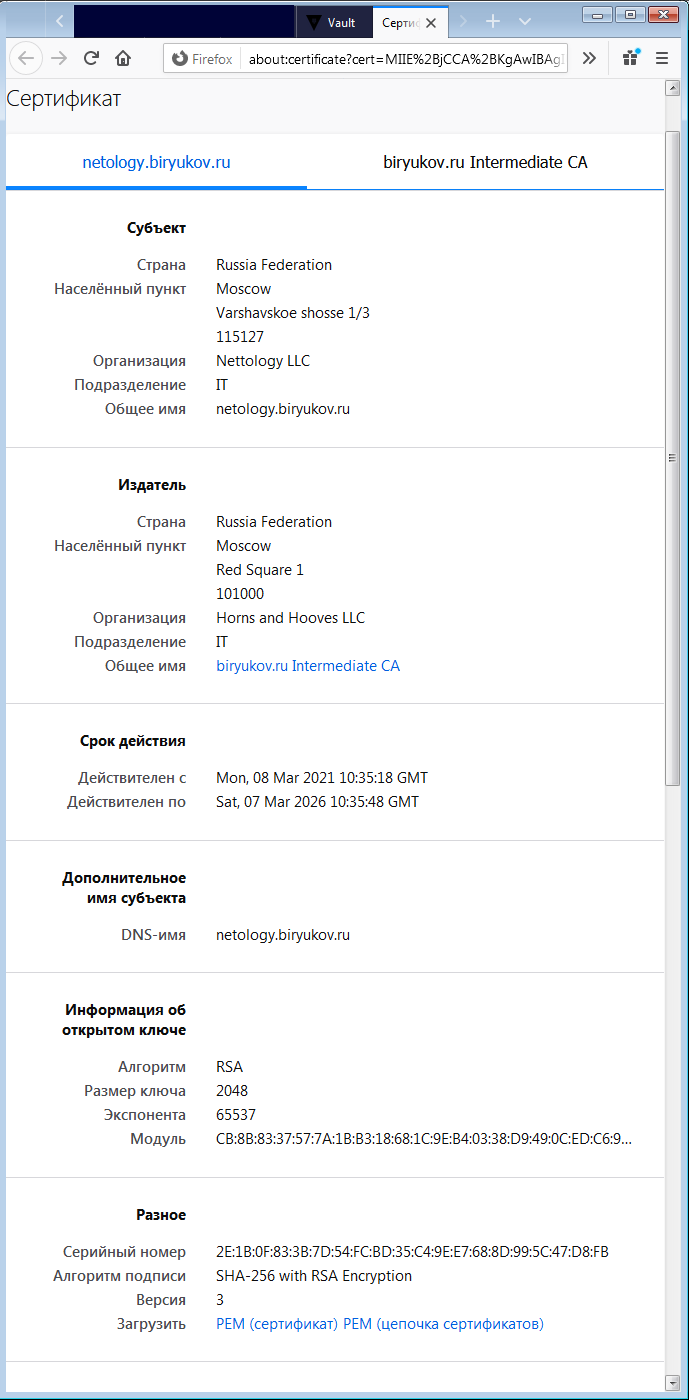 Vault
Серти
Firefox
about:certificate?cert=MIIE%2BjCCA%2BKgAwIBAgI
Сертификат
netology.biryukov.ru
biryukov.ru Intermediate CA
Субъект
Страна Russia Federation
Населённый пункт Moscow
Varshavskoe shosse 1/3
115127
Организация Nettology LLC
Подразделение IT
Общее имя netology.biryukov.ru
Издатель
Страна Russia Federation
Населённый пункт Moscow
Red Square 1
101000
Организация Horns and Hooves LLC
Подразделение IT
Общее имя biryukov.ru Intermediate CA
Срок действия
Действителен с Mon, 08 Mar 2021 10:35:18 GMT
Действителен по Sat, 07 Mar 2026 10:35:48 GMT
Дополнительное
имя субъекта
DNS-имя netology.biryukov.ru
Информация об
открытом ключе
Алгоритм RSA
Размер ключа 2048
Экспонента 65537
Модуль CB:8B:83:37:57:7A:1B:B3:18:68:1C:9E:B4:03:38:D9:49:0C:ED:C6:9...
Разное
Серийный номер 2E:1B:0F:83:3B:7D:54:FC:BD:35:C4:9E:E7:68:8D:99:5C:47:D8:FB
Алгоритм подписи SHA-256 with RSA Encryption
Версия 3
Загрузить PEM (сертификат) PEM (цепочка сертификатов)